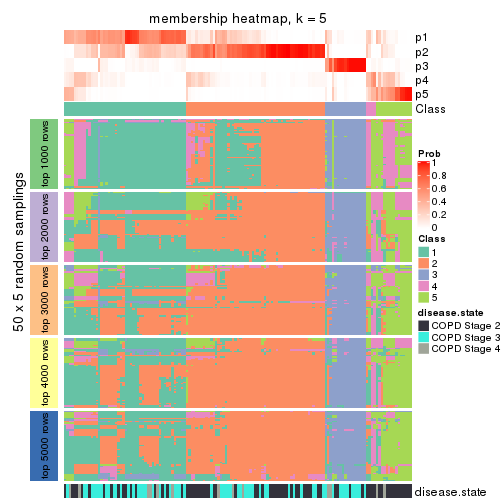 membership heatmap, k = 5
p1
p2
p3
p4
p5
Class
50 x 5 random samplings
top 1000 rows
top 2000 rows
top 3000 rows
top 4000 rows
top 5000 rows
Prob
1
0.8
0.6
0.4
0.2
0
Class
1
2
3
4
5
disease.state
COPD Stage 2
COPD Stage 3
COPD Stage 4
disease.state